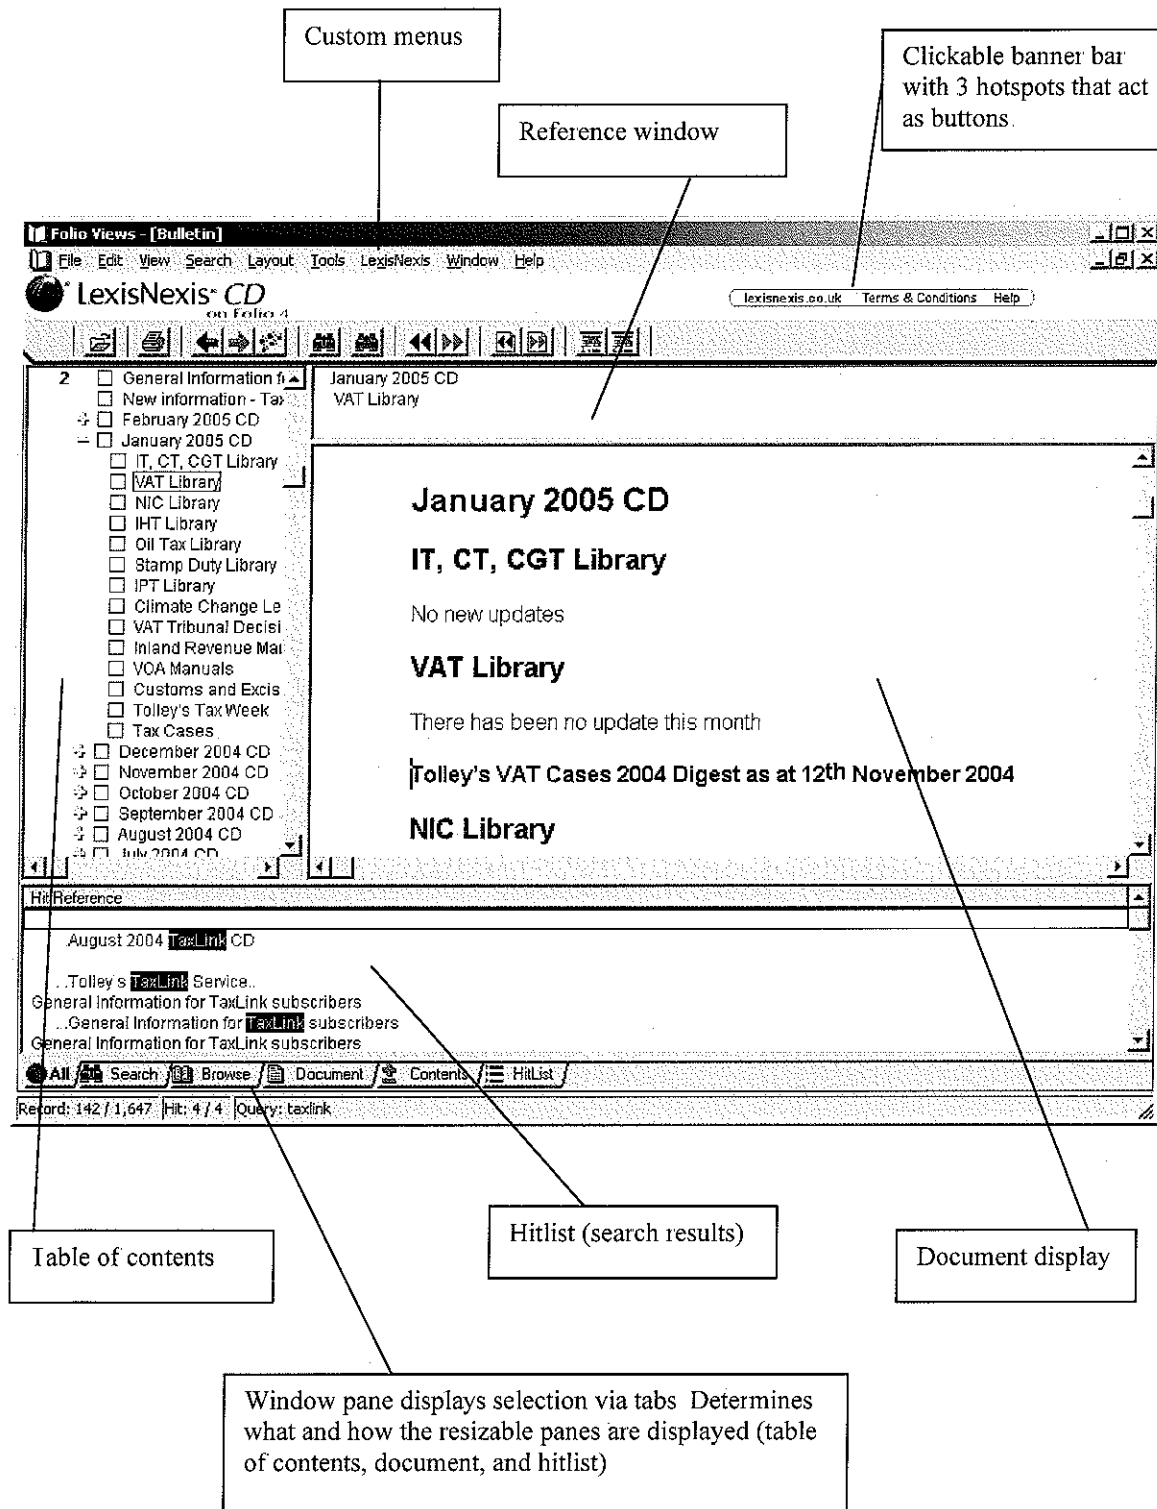 Custom menus
Clickable banner bar
with 3 hotspots that act
as buttons.
Reference window
Folio Views - [Bulletin]
File Edit View Search Layout Tools LexisNexis Window Help
LexisNexis CD
on Folio 4
lexisnexis.co.uk Terms & Conditions Help
2 General Information f
New information - Tax
February 2005 CD
January 2005 CD
IT, CT, CGT Library
VAT Library
NIC Library
IHT Library
Oil Tax Library
Stamp Duty Library
IPT Library
Climate Change Le
VAT Tribunal Decisi
Inland Revenue Mar
VOA Manuals
Customs and Excis
Tolley's Tax Week
Tax Cases
December 2004 CD
November 2004 CD
October 2004 CD
September 2004 CD
August 2004 CD
July 2004 CD
January 2005 CD
VAT Library
January 2005 CD
IT, CT, CGT Library
No new updates
VAT Library
There has been no update this month
Tolley's VAT Cases 2004 Digest as at 12th November 2004
NIC Library
Hit Reference
..August 2004 TaxLink CD
..Tolley's TaxLink Service..
General Information for TaxLink subscribers
..General Information for TaxLink subscribers
General Information for TaxLink subscribers
All Search Browse Document Contents HitList
Record: 142 / 1,647 Hit: 4 / 4 Query: taxlink
Table of contents
Hitlist (search results)
Document display
Window pane displays selection via tabs Determines
what and how the resizable panes are displayed (table
of contents, document, and hitlist)